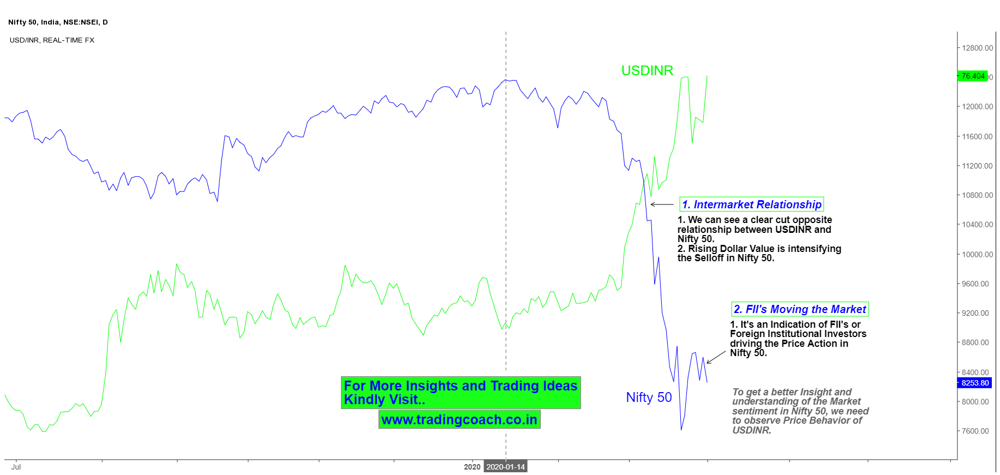 Nifty 50, India, NSE:NSEI, D
USD/INR, REAL-TIME FX
USDINR
12800.00
76.404
12000.00
11600.00
11200.00
10800.00
10400.00
10000.00
9600.00
9200.00
8800.00
8400.00
8253.80
8000.00
7600.00
1. Intermarket Relationship
1. We can see a clear cut opposite
relationship between USDINR and
Nifty 50.
2. Rising Dollar Value is intensifying
the Selloff in Nifty 50.
2. FII's Moving the Market
1. It's an Indication of FII's or
Foreign Institutional Investors
driving the Price Action in
Nifty 50.
For More Insights and Trading Ideas
Kindly Visit..
www.tradingcoach.co.in
Nifty 50
To get a better Insight and
understanding of the Market
sentiment in Nifty 50, we need
to observe Price Behavior of
USDINR.
Jul
2020
2020-01-14